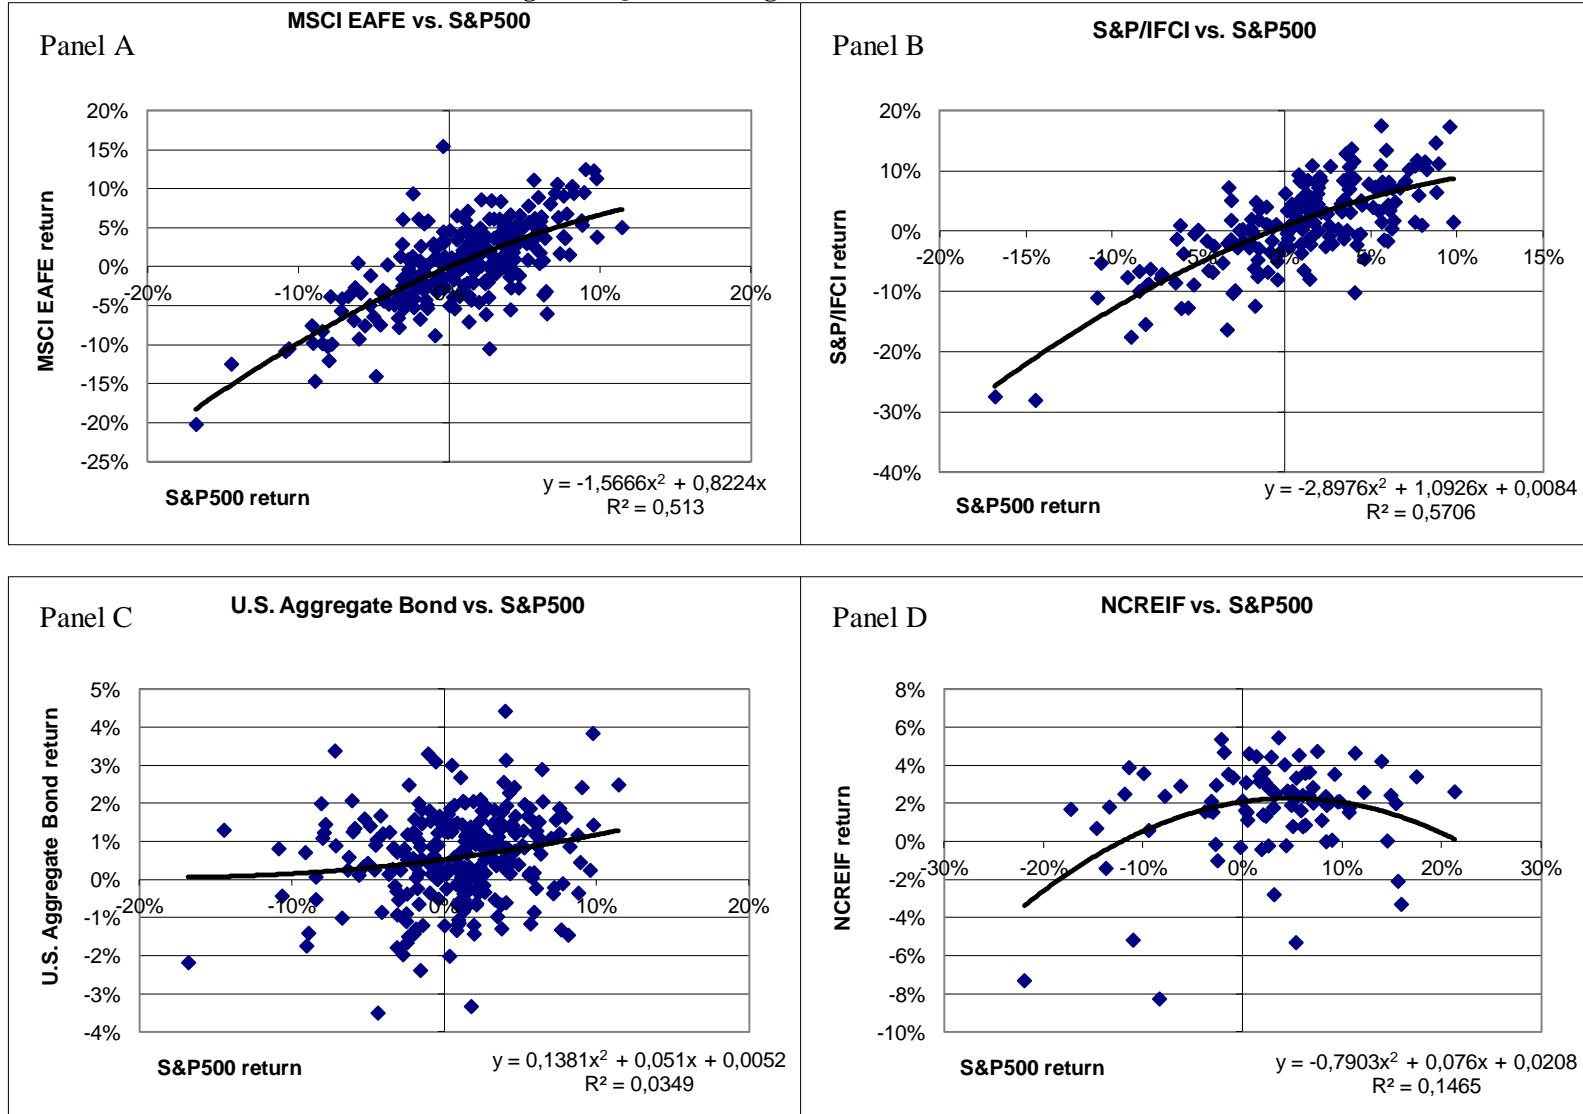 MSCI EAFE vs. S&P500
Panel A
20%
15%
10%
5%
0%
-5%
-10%
-15%
-20%
-25%
-20%
-10%
0%
10%
20%
MSCI EAFE return
S&P500 return
y = -1,5666x² + 0,8224x
R² = 0,513
S&P/IFCI vs. S&P500
Panel B
20%
10%
0%
-10%
-20%
-30%
-40%
-20%
-15%
-10%
-5%
0%
5%
10%
15%
S&P/IFCI return
S&P500 return
y = -2,8976x² + 1,0926x + 0,0084
R² = 0,5706
U.S. Aggregate Bond vs. S&P500
Panel C
5%
4%
3%
2%
1%
0%
-1%
-2%
-3%
-4%
-20%
-10%
0%
10%
20%
U.S. Aggregate Bond return
S&P500 return
y = 0,1381x² + 0,051x + 0,0052
R² = 0,0349
NCREIF vs. S&P500
Panel D
8%
6%
4%
2%
0%
-2%
-4%
-6%
-8%
-10%
-30%
-20%
-10%
0%
10%
20%
30%
NCREIF return
S&P500 return
y = -0,7903x² + 0,076x + 0,0208
R² = 0,1465